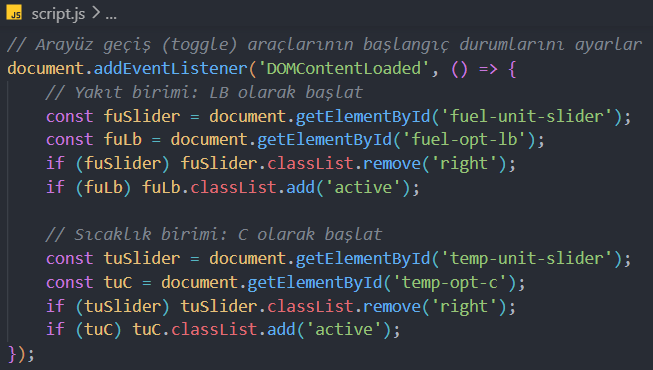 JS script.js > ...
// Arayüz geçiş (toggle) araçlarının başlangıç durumlarını ayarlar
document.addEventListener('DOMContentLoaded', () => {
    // Yakıt birimi: LB olarak başlat
    const fuSlider = document.getElementById('fuel-unit-slider');
    const fuLb = document.getElementById('fuel-opt-lb');
    if (fuSlider) fuSlider.classList.remove('right');
    if (fuLb) fuLb.classList.add('active');

    // Sıcaklık birimi: C olarak başlat
    const tuSlider = document.getElementById('temp-unit-slider');
    const tuC = document.getElementById('temp-opt-c');
    if (tuSlider) tuSlider.classList.remove('right');
    if (tuC) tuC.classList.add('active');
});